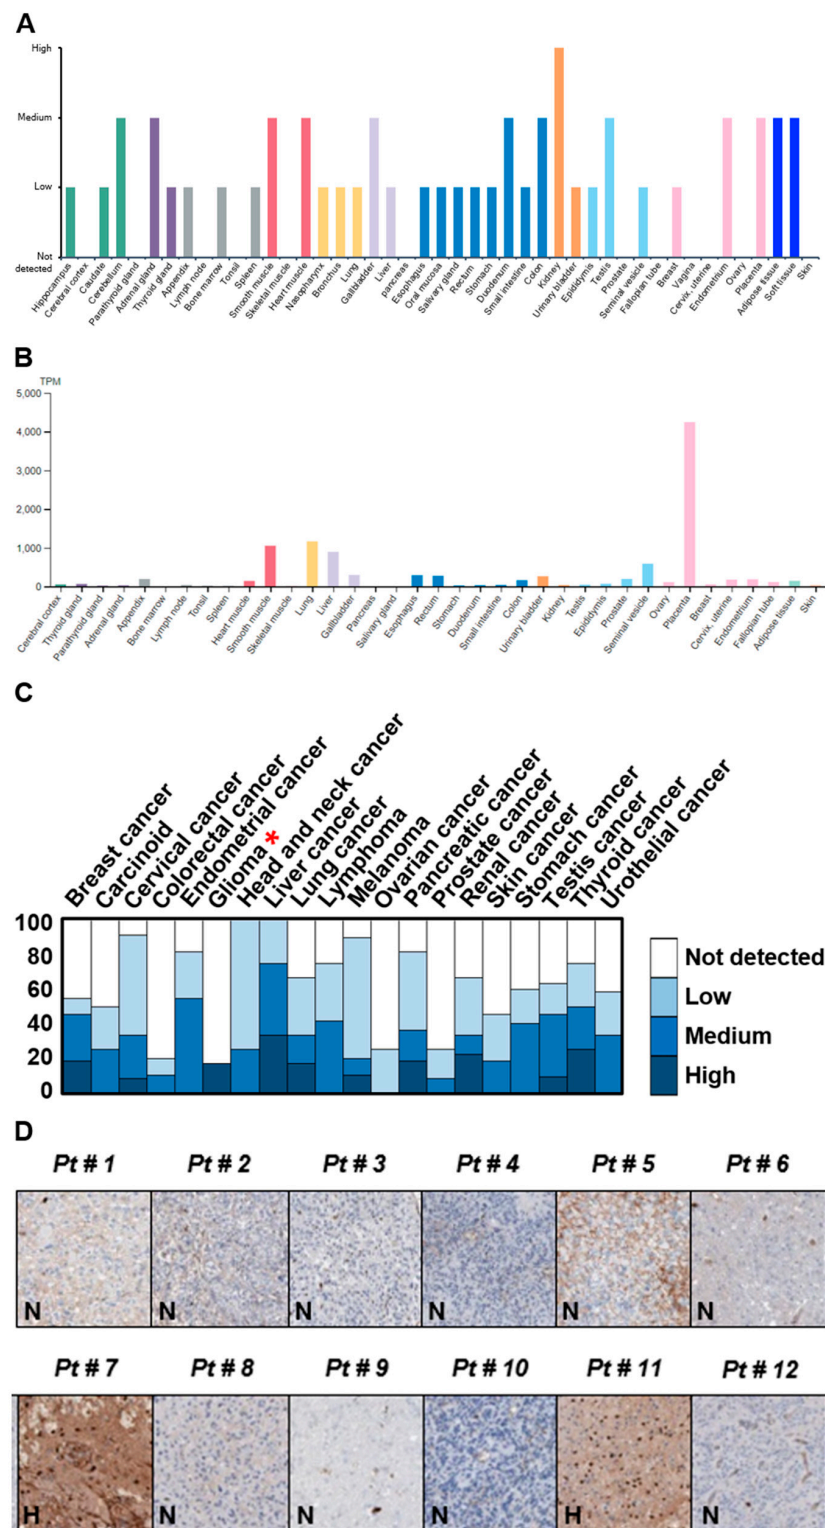 A
High
Medium
Low
Not
detected
Hippocampus
Cerebral cortex
Caudate
Cerebellum
Parathyroid gland
Adrenal gland
Thyroid gland
Appendix
Lymph node
Bone marrow
Tonsil
Spleen
Smooth muscle
Skeletal muscle
Heart muscle
Nasopharynx
Bronchus
Lung
Gallbladder
Liver
pancreas
Esophagus
Oral mucosa
Salivary gland
Rectum
Stomach
Duodenum
Small intestine
Colon
Kidney
Urinary bladder
Epididymis
Testis
Prostate
Seminal vesicle
Fallopian tube
Breast
Vagina
Cervix, uterine
Endometrium
Ovary
Placenta
Adipose tissue
Soft tissue
Skin
B
TPM
5,000
4,000
3,000
2,000
1,000
0
Cerebral cortex
Thyroid gland
Parathyroid gland
Adrenal gland
Appendix
Bone marrow
Lymph node
Tonsil
Spleen
Heart muscle
Smooth muscle
Skeletal muscle
Lung
Liver
Gallbladder
Pancreas
Salivary gland
Esophagus
Rectum
Stomach
Duodenum
Small intestine
Colon
Urinary bladder
Kidney
Testis
Epididymis
Prostate
Seminal vesicle
Ovary
Placenta
Breast
Cervix, uterine
Endometrium
Fallopian tube
Adipose tissue
Skin
C
Breast cancer
Carcinoid
Cervical cancer
Colorectal cancer
Endometrial cancer
Glioma *
Head and neck cancer
Liver cancer
Lung cancer
Lymphoma
Melanoma
Ovarian cancer
Pancreatic cancer
Prostate cancer
Renal cancer
Skin cancer
Stomach cancer
Testis cancer
Thyroid cancer
Urothelial cancer
100
80
60
40
20
0
Not detected
Low
Medium
High
D
Pt # 1 Pt # 2 Pt # 3 Pt # 4 Pt # 5 Pt # 6
N N N N N N
Pt # 7 Pt # 8 Pt # 9 Pt # 10 Pt # 11 Pt # 12
H N N N H N